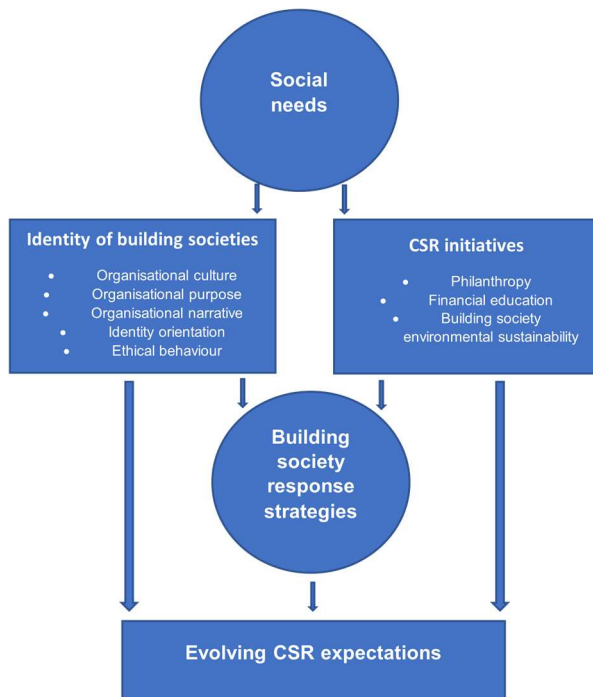 Social
needs
Identity of building societies
• Organisational culture
• Organisational purpose
• Organisational narrative
• Identity orientation
• Ethical behaviour
CSR initiatives
• Philanthropy
• Financial education
• Building society
environmental sustainability
Building
society
response
strategies
Evolving CSR expectations